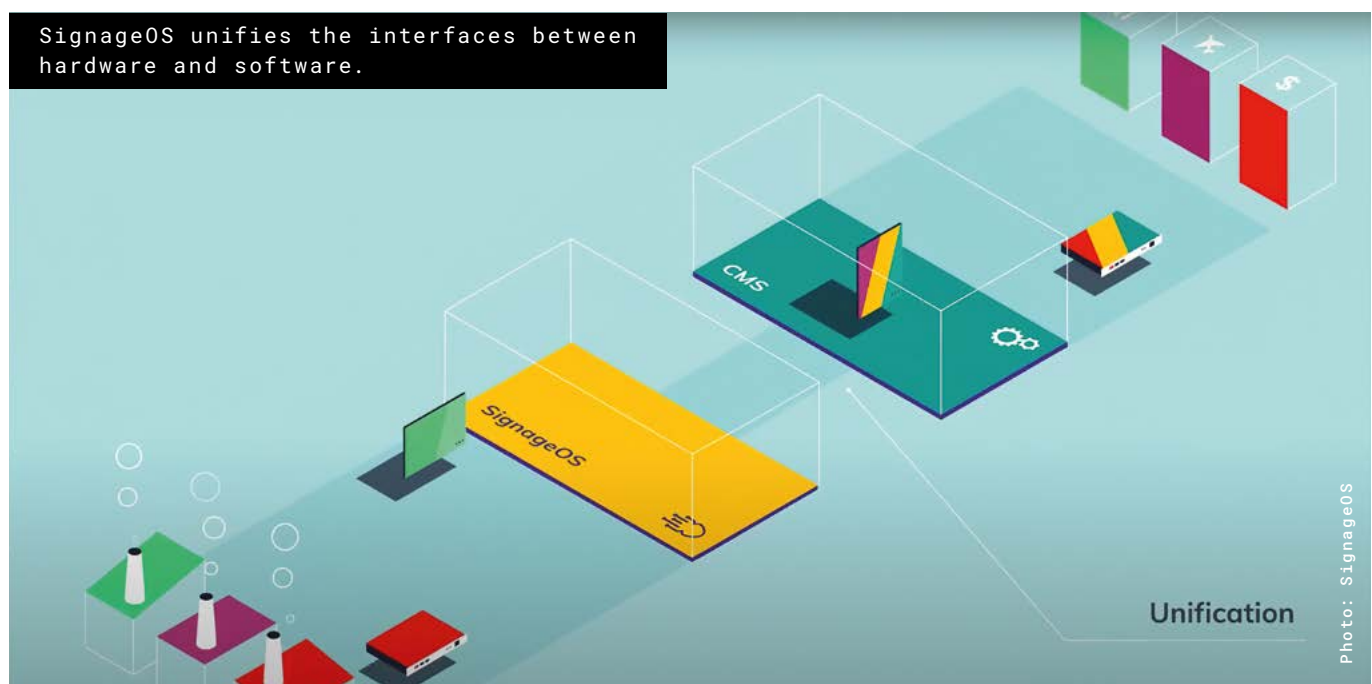 SignageOS unifies the interfaces between
hardware and software.
$
CMS
SignageOS
Unification
Photo: SignageOS